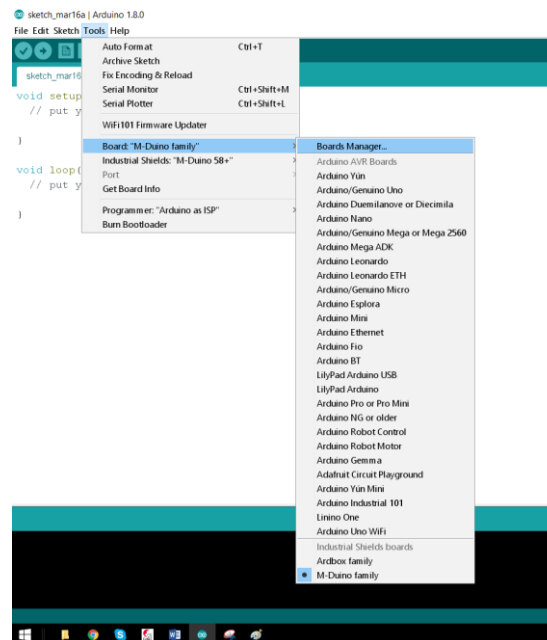 sketch_mar16a | Arduino 1.8.0
File Edit Sketch Tools Help
sketch_mar16
void setup
// put y
}
void loop(
// put y
}
Auto Format Ctrl+T
Archive Sketch
Fix Encoding & Reload
Serial Monitor Ctrl+Shift+M
Serial Plotter Ctrl+Shift+L
WiFi101 Firmware Updater
Board: "M-Duino family"
Industrial Shields: "M-Duino 58+"
Port
Get Board Info
Programmer: "Arduino as ISP"
Burn Bootloader
Boards Manager...
Arduino AVR Boards
Arduino Yún
Arduino/Genuino Uno
Arduino Duemilanove or Diecimila
Arduino Nano
Arduino/Genuino Mega or Mega 2560
Arduino Mega ADK
Arduino Leonardo
Arduino Leonardo ETH
Arduino/Genuino Micro
Arduino Esplora
Arduino Mini
Arduino Ethernet
Arduino Fio
Arduino BT
LilyPad Arduino USB
LilyPad Arduino
Arduino Pro or Pro Mini
Arduino NG or older
Arduino Robot Control
Arduino Robot Motor
Arduino Gemma
Adafruit Circuit Playground
Arduino Yún Mini
Arduino Industrial 101
Linino One
Arduino Uno WiFi
Industrial Shields boards
Ardbox family
M-Duino family